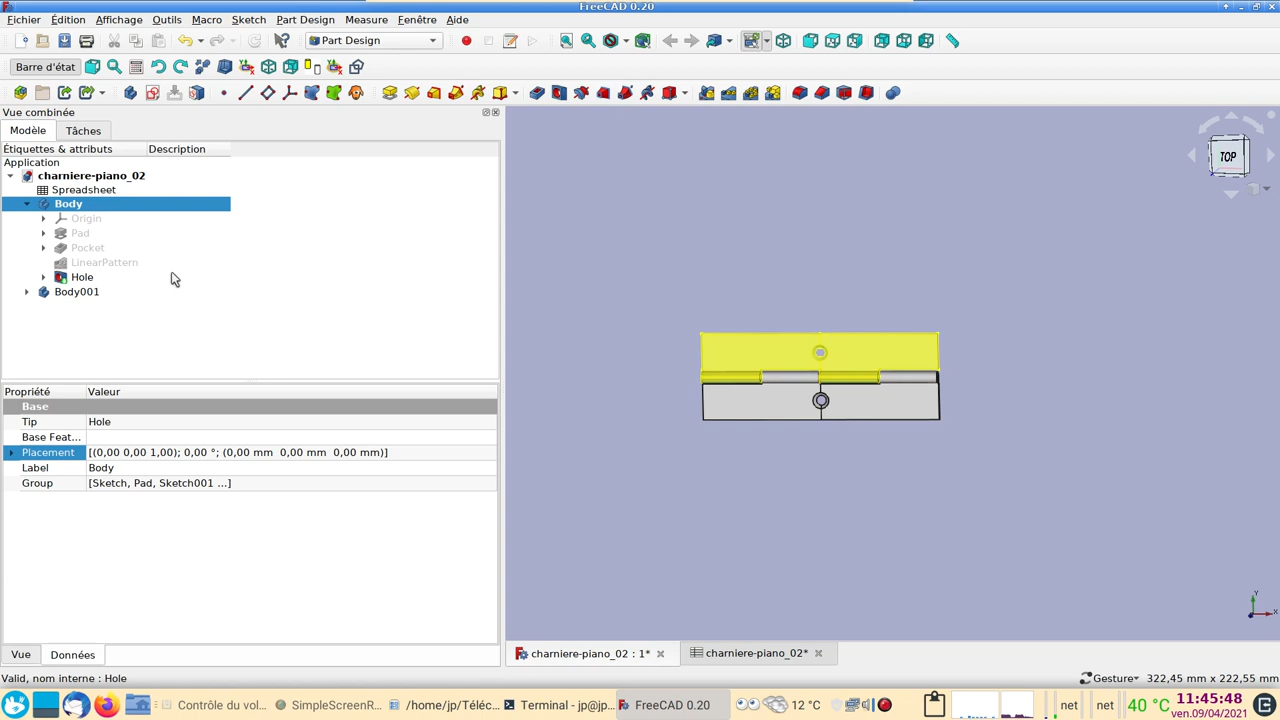 FreeCAD 0.20
Fichier Édition Affichage Outils Macro Sketch Part Design Measure Fenêtre Aide
Part Design
Barre d'état
Vue combinée
Modèle Tâches
Étiquettes & attributs Description
Application
charniere-piano_02
Spreadsheet
Body
Origin
Pad
Pocket
LinearPattern
Hole
Body001
TOP
Propriété Valeur
Base
Tip Hole
Base Feat...
Placement [(0,00 0,00 1,00); 0,00 °; (0,00 mm 0,00 mm 0,00 mm)]
Label Body
Group [Sketch, Pad, Sketch001 ...]
Y
X
Vue Données
charniere-piano_02 : 1* charniere-piano_02*
Valid, nom interne : Hole
Gesture 322,45 mm x 222,55 mm
Contrôle du vol... SimpleScreenR... /home/jp/Téléc... Terminal - jp@jp... FreeCAD 0.20 12 °C net net 40 °C 11:45:48
ven.09/04/2021